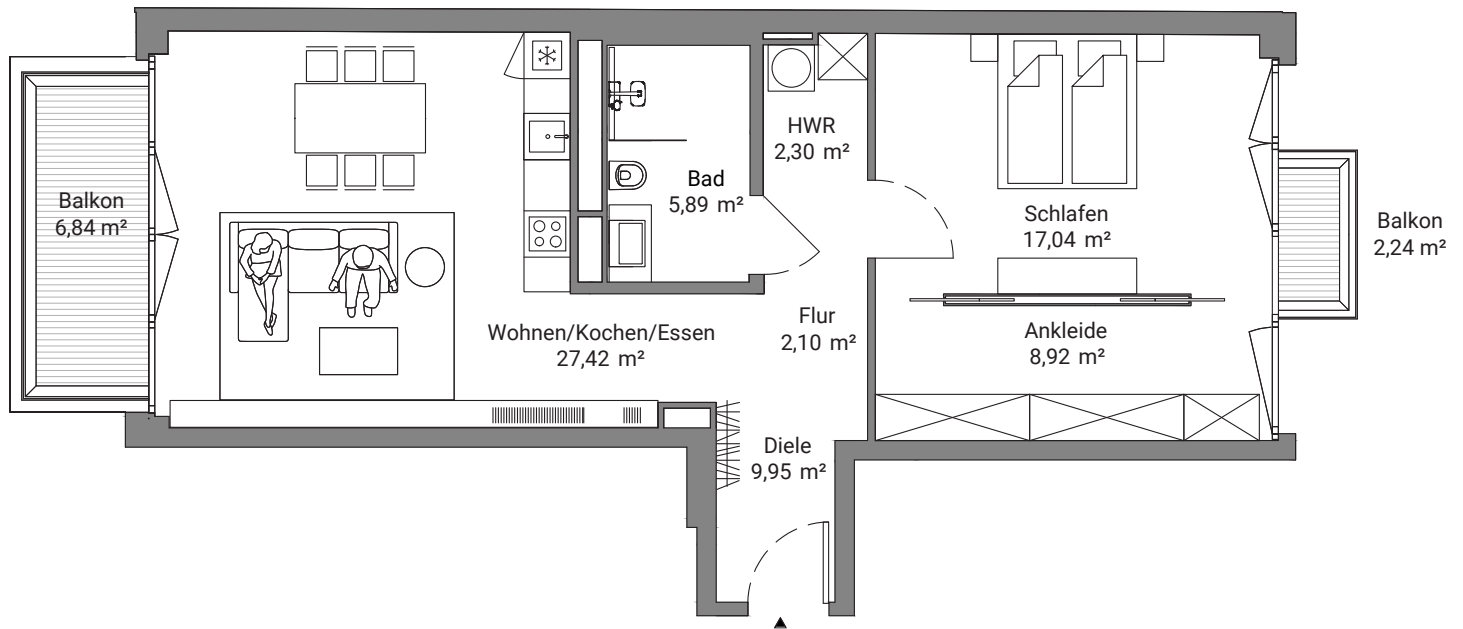 HWR
2,30 m²
Bad
5,89 m²
Balkon
6,84 m²
Schlafen
17,04 m²
Balkon
2,24 m²
Wohnen/Kochen/Essen
27,42 m²
Flur
2,10 m²
Ankleide
8,92 m²
Diele
9,95 m²